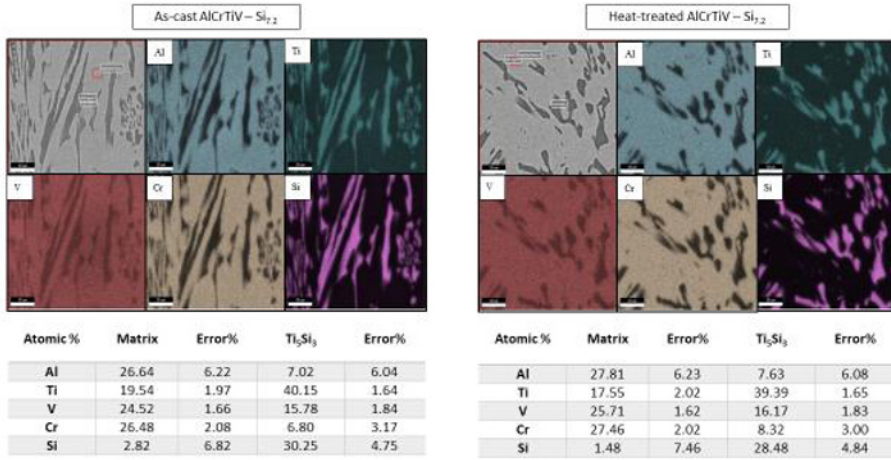 As-cast AlCrTiV – Si7.2
Al
Ti
V
Cr
Si
Atomic % Matrix Error% Ti5Si3 Error%
Al 26.64 6.22 7.02 6.04
Ti 19.54 1.97 40.15 1.64
V 24.52 1.66 15.78 1.84
Cr 26.48 2.08 6.80 3.17
Si 2.82 6.82 30.25 4.75
Heat-treated AlCrTiV – Si7.2
Al
Ti
V
Cr
Si
Atomic % Matrix Error% Ti5Si3 Error%
Al 27.81 6.23 7.63 6.08
Ti 17.55 2.02 39.39 1.65
V 25.71 1.62 16.17 1.83
Cr 27.46 2.02 8.32 3.00
Si 1.48 7.46 28.48 4.84